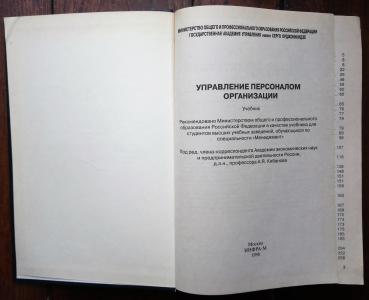 МИНИСТЕРСТВО ОБЩЕГО И ПРОФЕССИОНАЛЬНОГО ОБРАЗОВАНИЯ РОССИЙСКОЙ ФЕДЕРАЦИИ
ГОСУДАРСТВЕННАЯ АКАДЕМИЯ УПРАВЛЕНИЯ имени СЕРГО ОРДЖОНИКИДЗЕ
УПРАВЛЕНИЕ ПЕРСОНАЛОМ
ОРГАНИЗАЦИИ
Учебник
Рекомендовано Министерством общего и профессионального
образования Российской Федерации в качестве учебника для
студентов высших учебных заведений, обучающихся по
специальности «Менеджмент»
Под ред. члена-корреспондента Академии экономических наук
и предпринимательской деятельности России,
д.э.н., профессора А.Я. Кибанова
Москва
ИНФРА-М